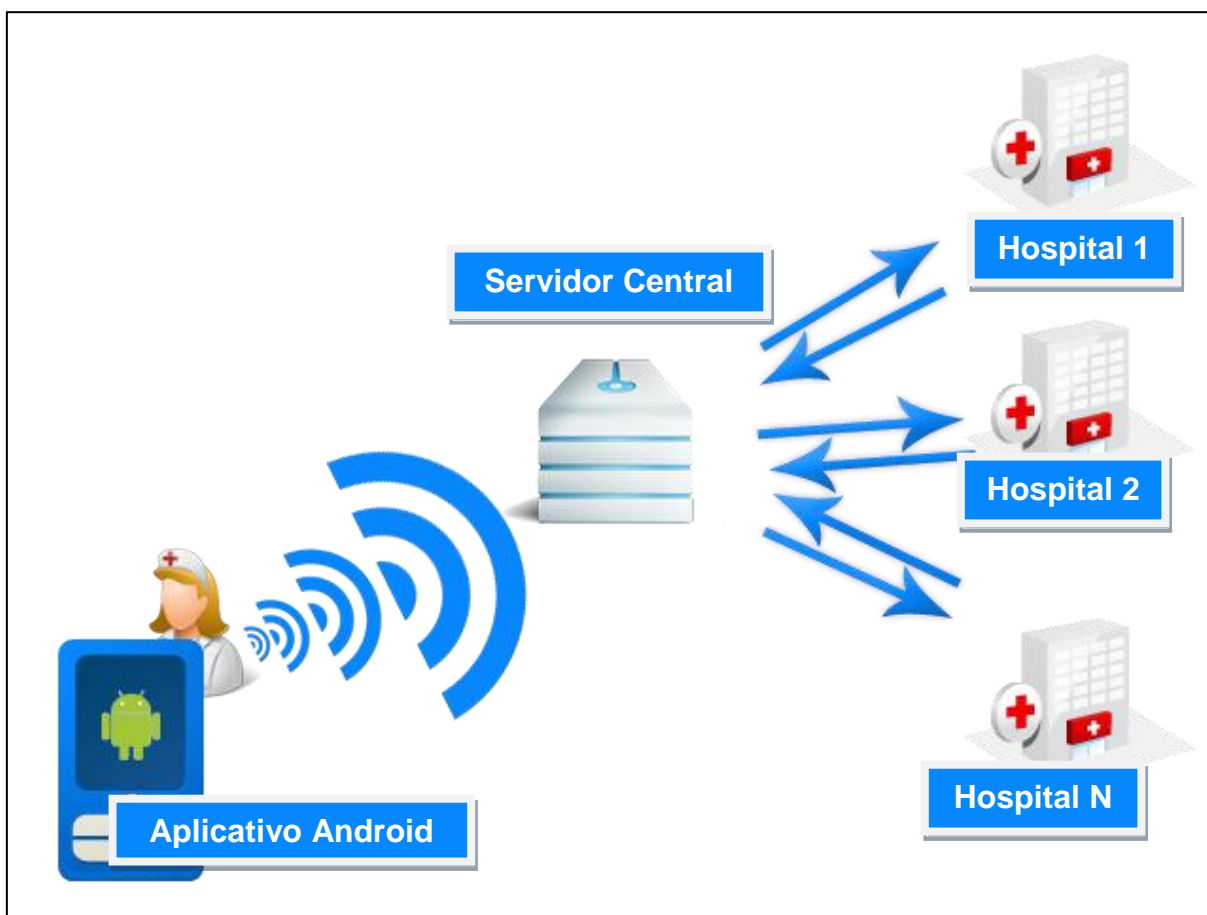 Hospital 1
Servidor Central
Hospital 2
Hospital N
Aplicativo Android